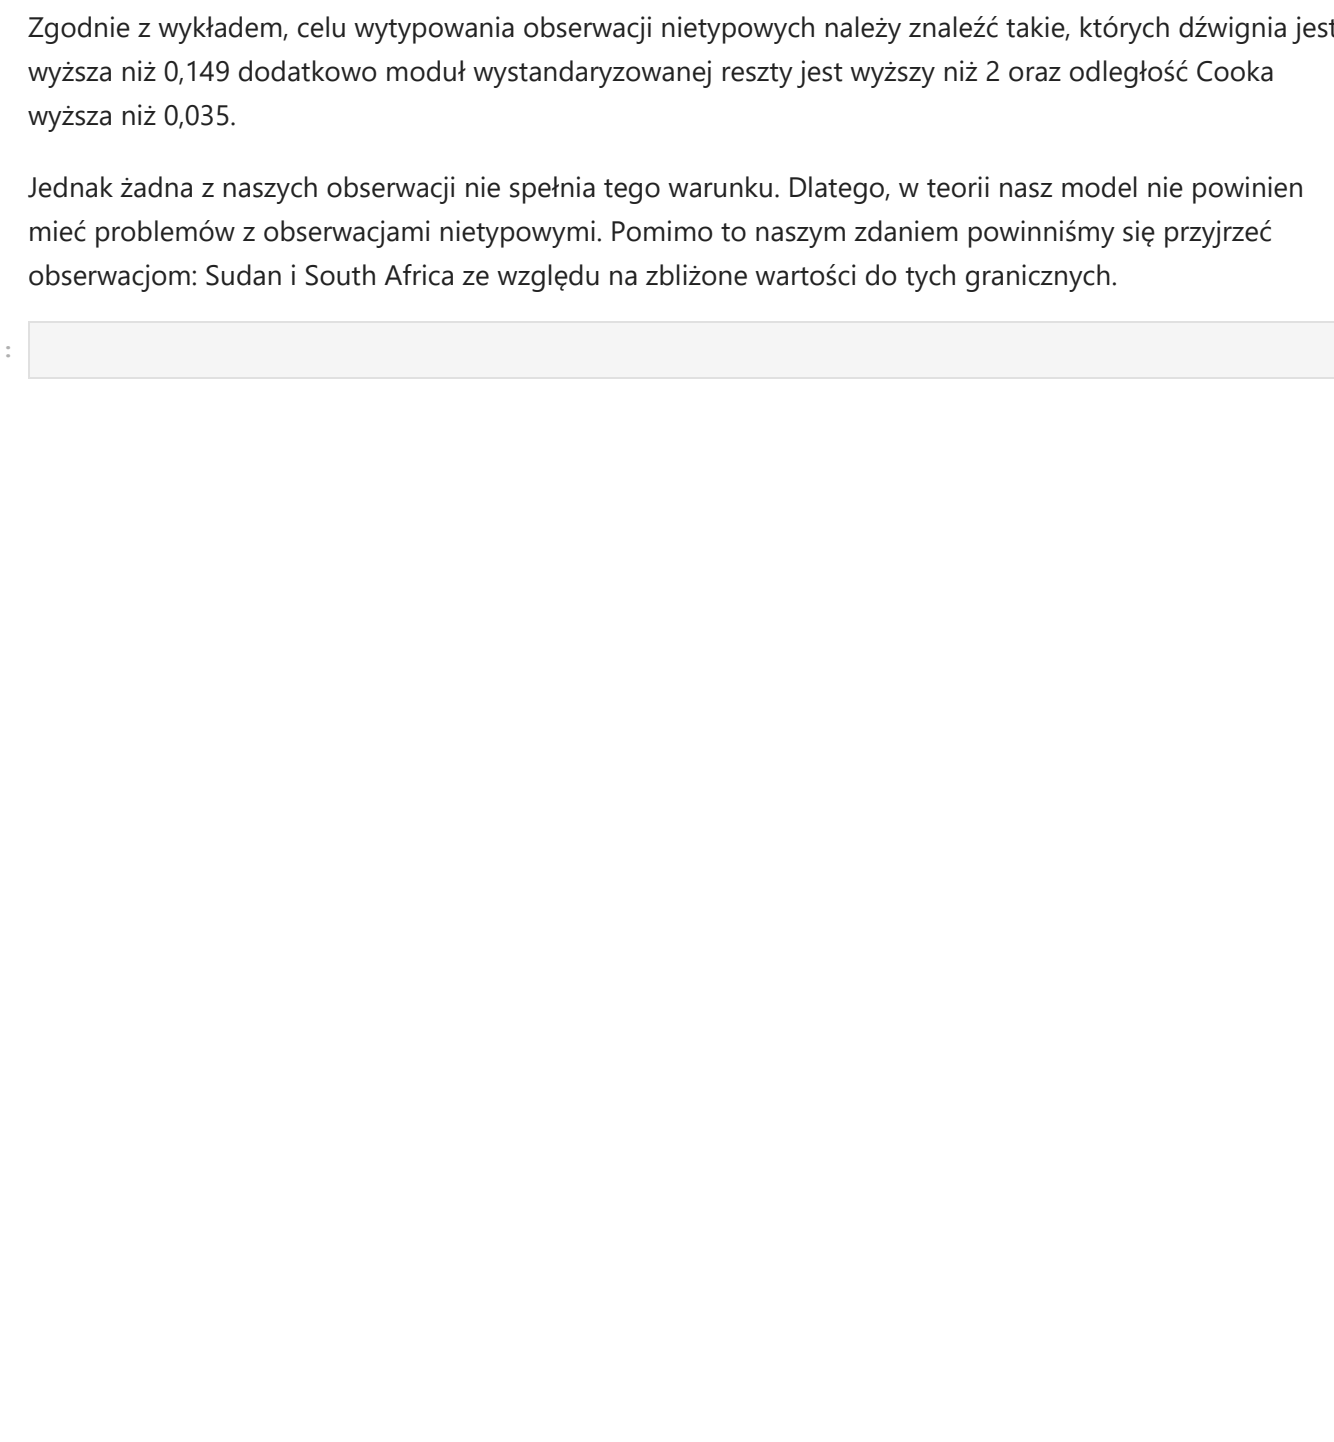 Zgodnie z wykładem, celu wytypowania obserwacji nietypowych należy znaleźć takie, których dźwignia jest
wyższa niż 0,149 dodatkowo moduł wystandaryzowanej reszty jest wyższy niż 2 oraz odległość Cooka
wyższa niż 0,035.
Jednak żadna z naszych obserwacji nie spełnia tego warunku. Dlatego, w teorii nasz model nie powinien
mieć problemów z obserwacjami nietypowymi. Pomimo to naszym zdaniem powinniśmy się przyjrzeć
obserwacjom: Sudan i South Africa ze względu na zbliżone wartości do tych granicznych.
: